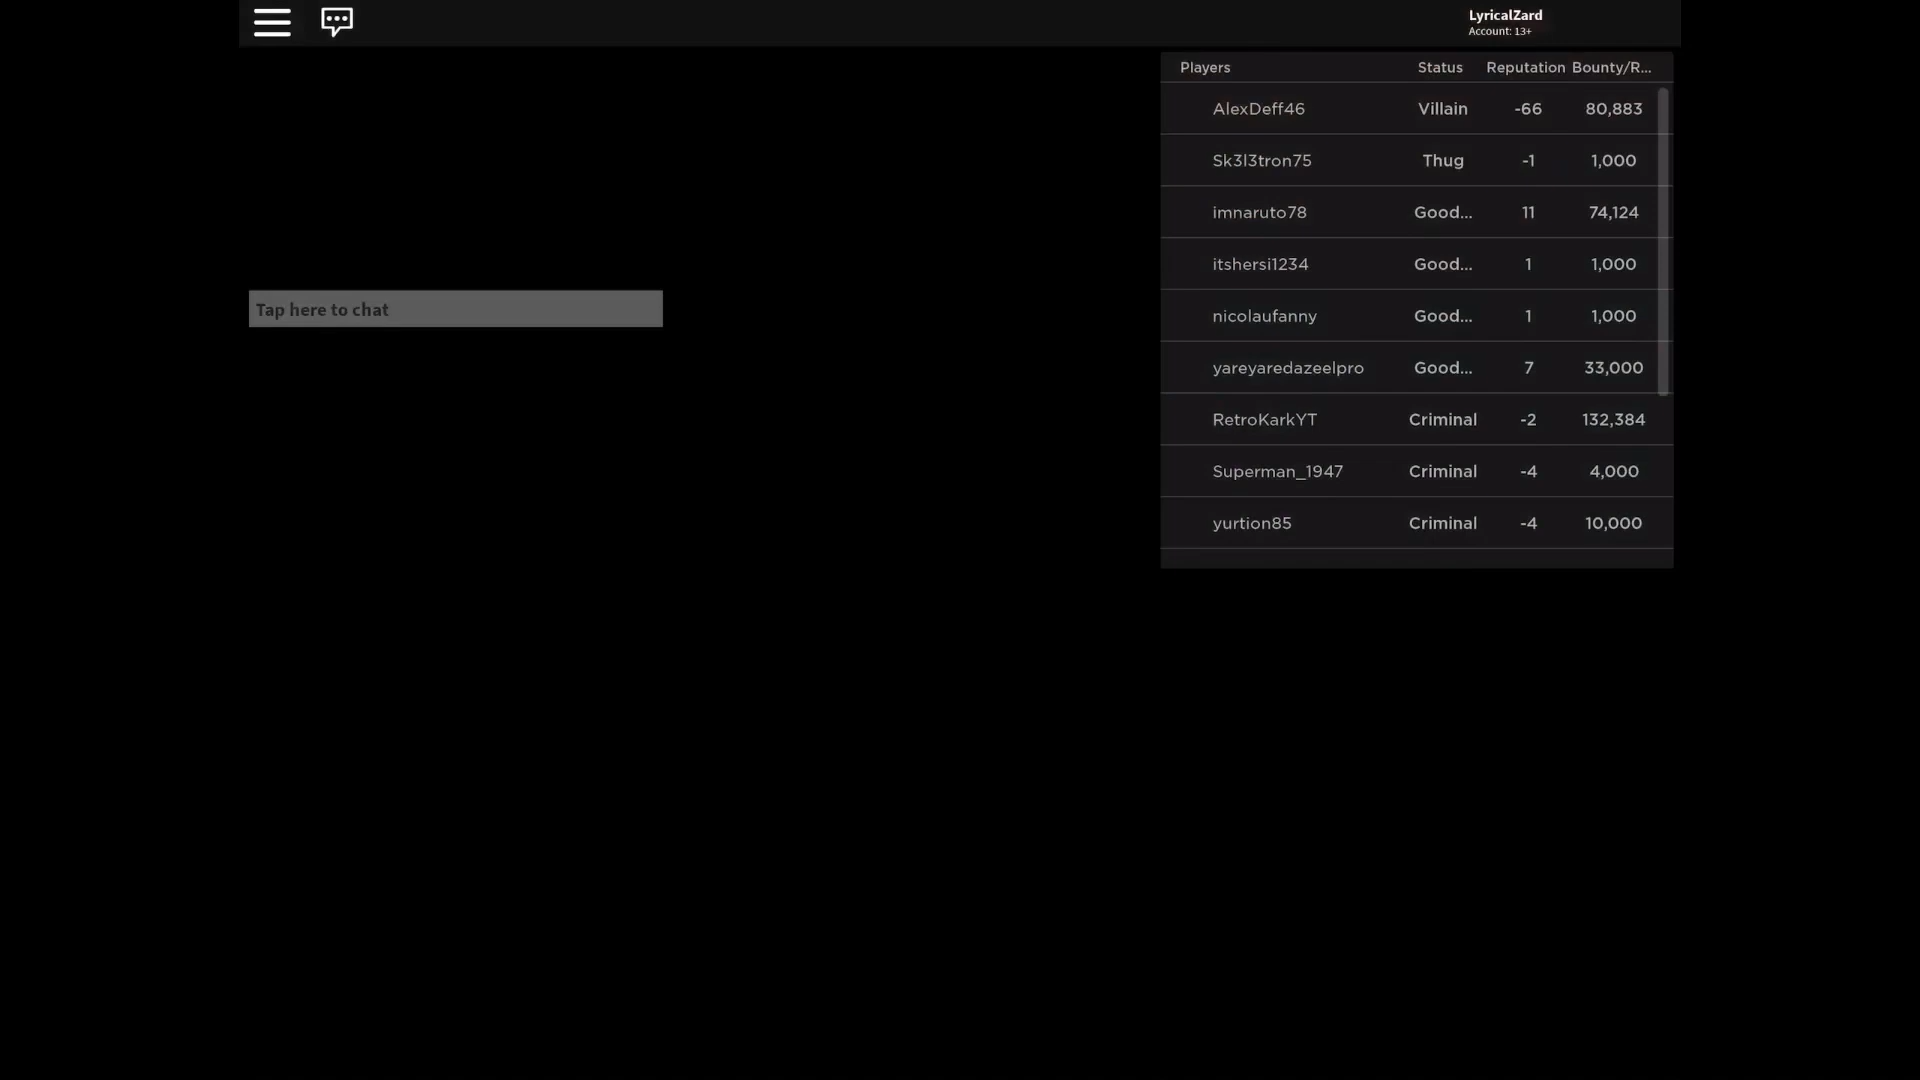 LyricalZard
Account: 13+
Players Status Reputation Bounty/R...
AlexDeff46 Villain -66 80,883
Sk3l3tron75 Thug -1 1,000
imnaruto78 Good... 11 74,124
itshersi1234 Good... 1 1,000
nicolaufanny Good... 1 1,000
yareyaredazeelpro Good... 7 33,000
RetroKarkYT Criminal -2 132,384
Superman_1947 Criminal -4 4,000
yurtion85 Criminal -4 10,000
Tap here to chat